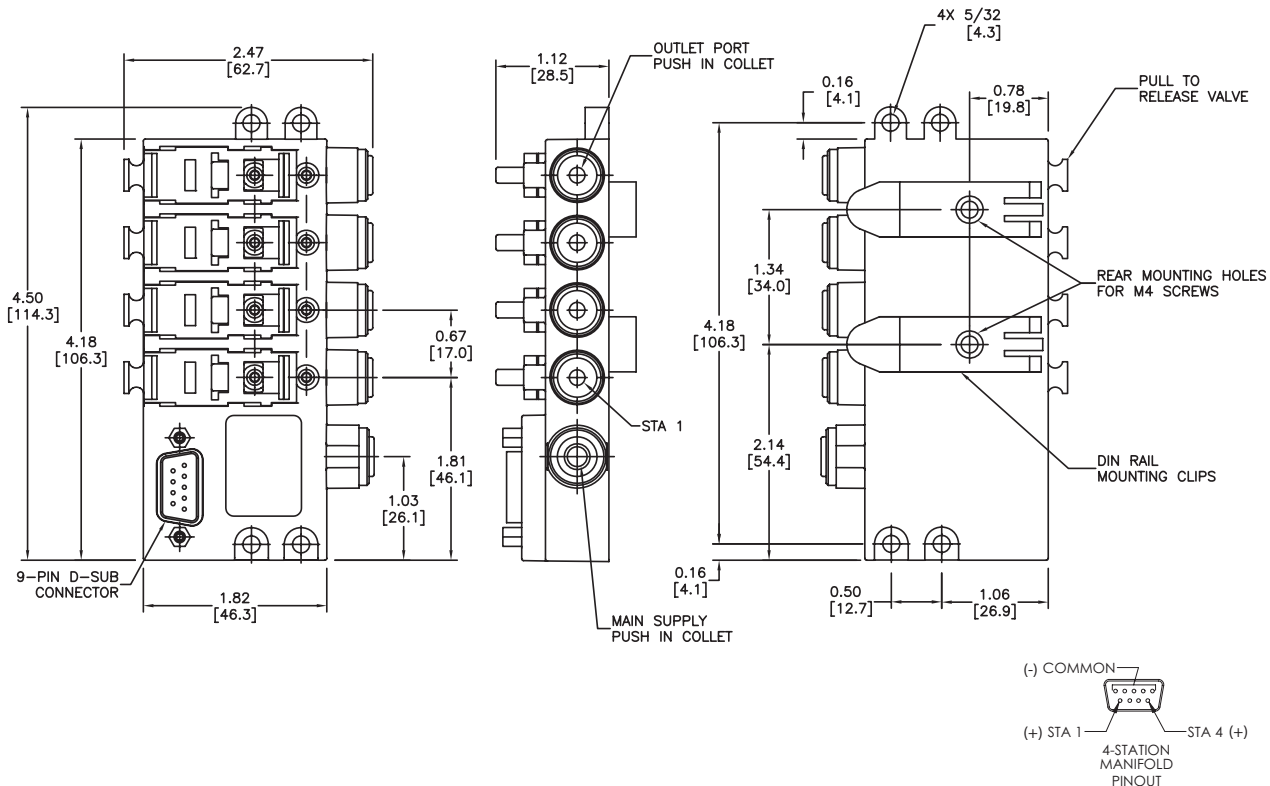 2.47
[62.7]
4.50
[114.3]
4.18
[106.3]
0.67
[17.0]
1.81
[46.1]
1.03
[26.1]
9-PIN D-SUB
CONNECTOR
1.82
[46.3]
1.12
[28.5]
OUTLET PORT
PUSH IN COLLET
STA 1
MAIN SUPPLY
PUSH IN COLLET
4X 5/32
[4.3]
0.16
[4.1]
0.78
[19.8]
PULL TO
RELEASE VALVE
1.34
[34.0]
4.18
[106.3]
REAR MOUNTING HOLES
FOR M4 SCREWS
2.14
[54.4]
DIN RAIL
MOUNTING CLIPS
0.16
[4.1]
0.50
[12.7]
1.06
[26.9]
(-) COMMON
(+) STA 1
STA 4 (+)
4-STATION
MANIFOLD
PINOUT